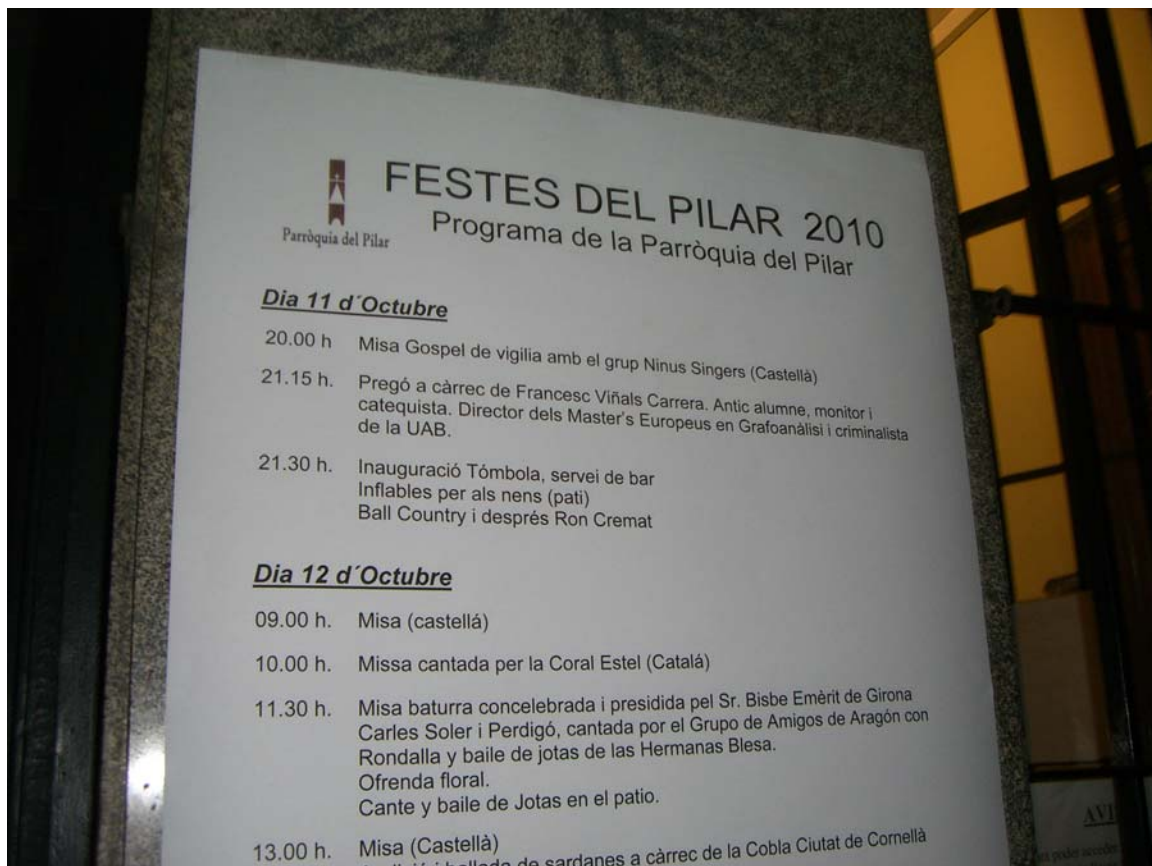 FESTES DEL PILAR 2010
Programa de la Parròquia del Pilar
Parròquia del Pilar
Dia 11 d´Octubre
20.00 h Misa Gospel de vigilia amb el grup Ninus Singers (Castellà)
21.15 h. Pregó a càrrec de Francesc Viñals Carrera. Antic alumne, monitor i
catequista. Director dels Master's Europeus en Grafoanàlisi i criminalista
de la UAB.
21.30 h. Inauguració Tómbola, servei de bar
Inflables per als nens (pati)
Ball Country i després Ron Cremat
Dia 12 d´Octubre
09.00 h. Misa (castellá)
10.00 h. Missa cantada per la Coral Estel (Catalá)
11.30 h. Misa baturra concelebrada i presidida pel Sr. Bisbe Emèrit de Girona
Carles Soler i Perdigó, cantada por el Grupo de Amigos de Aragón con
Rondalla y baile de jotas de las Hermanas Blesa.
Ofrenda floral.
Cante y baile de Jotas en el patio.
13.00 h. Misa (Castellà)
i ballada de sardanes a càrrec de la Cobla Ciutat de Cornellà
AVI
poder acceder